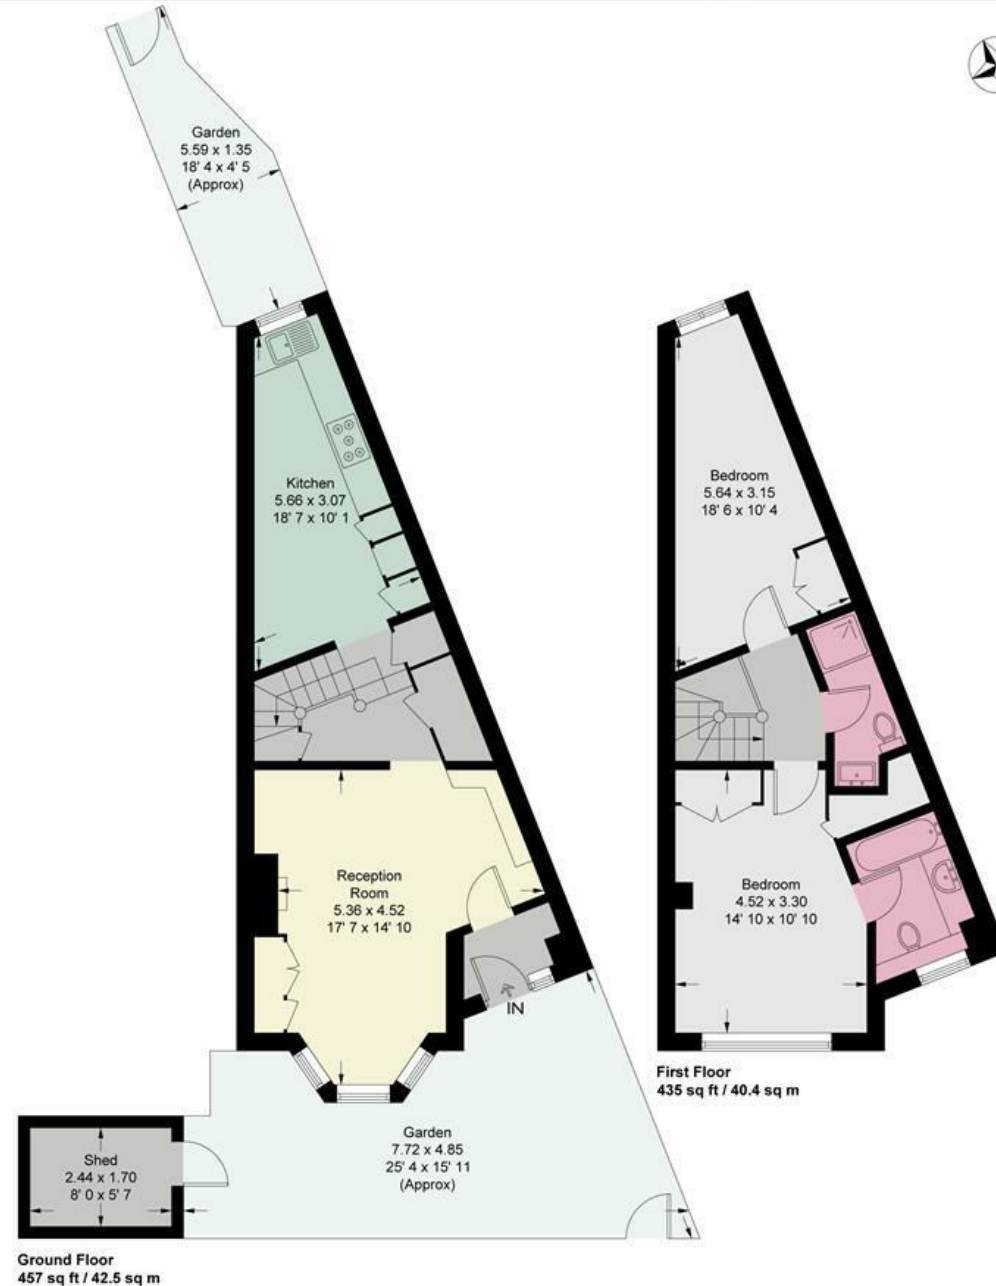 Garden
5.59 x 1.35
18' 4 x 4' 5
(Approx)
Kitchen
5.66 x 3.07
18' 7 x 10' 1
Bedroom
5.64 x 3.15
18' 6 x 10' 4
Reception
Room
5.36 x 4.52
17' 7 x 14' 10
Bedroom
4.52 x 3.30
14' 10 x 10' 10
IN
First Floor
435 sq ft / 40.4 sq m
Garden
7.72 x 4.85
25' 4 x 15' 11
(Approx)
Shed
2.44 x 1.70
8' 0 x 5' 7
Ground Floor
457 sq ft / 42.5 sq m